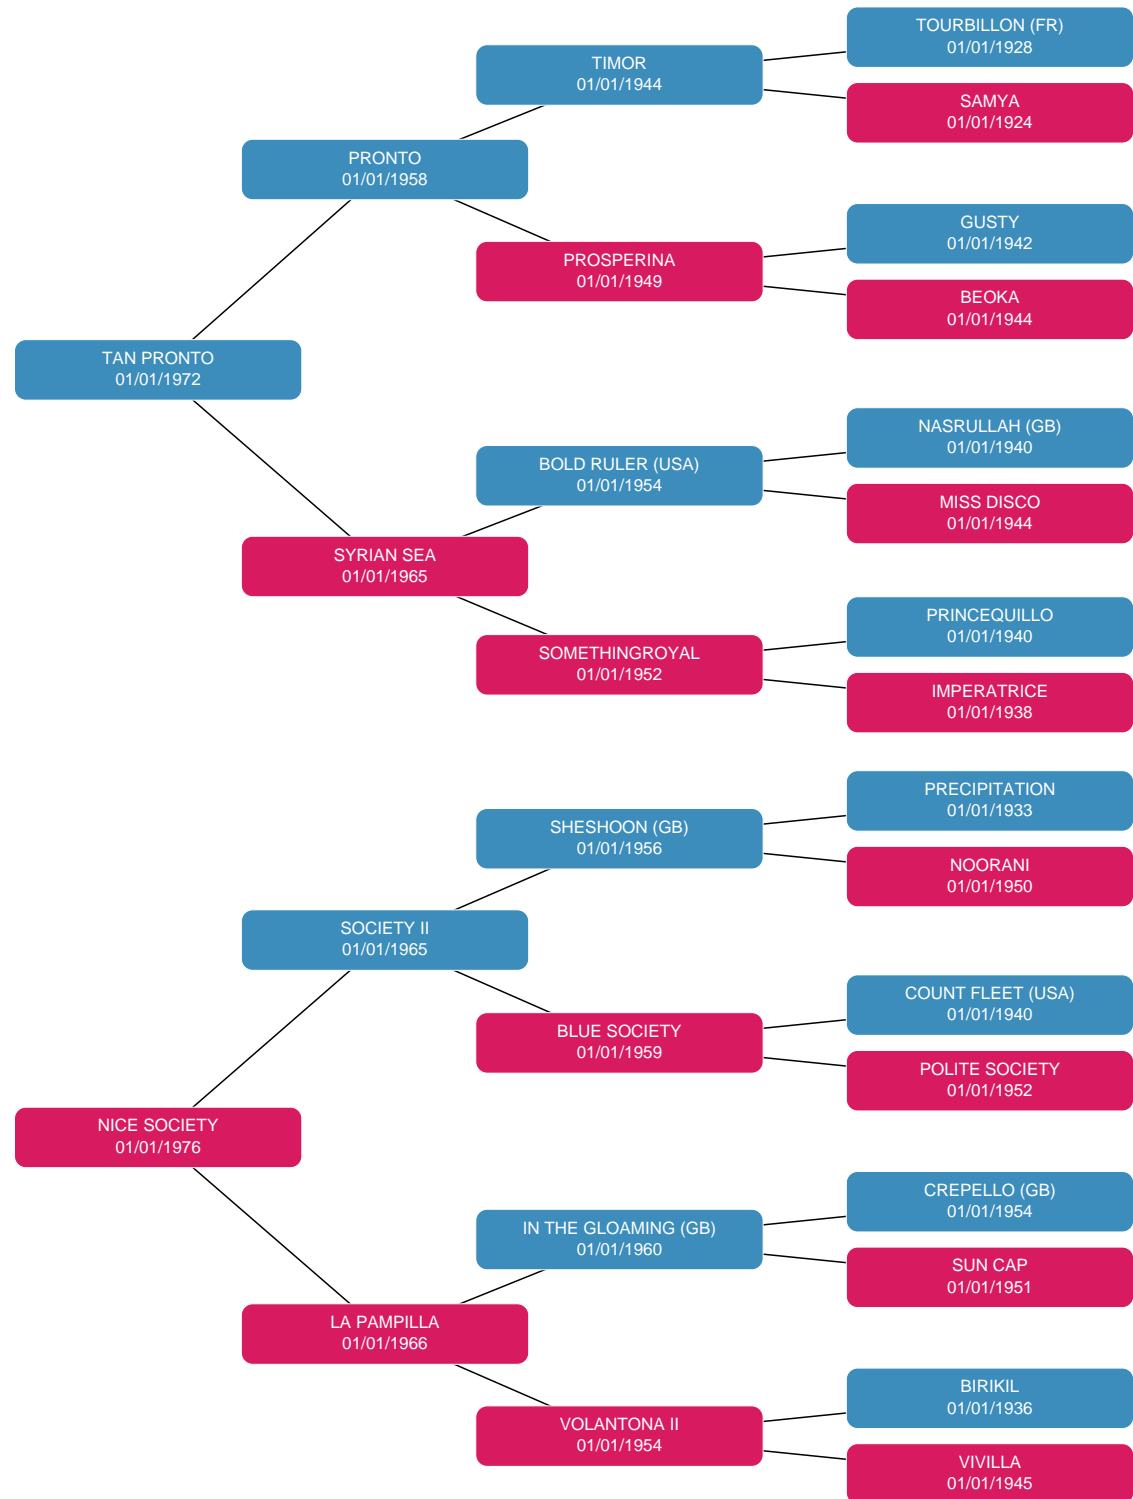 TOURBILLON (FR)
01/01/1928
TIMOR
01/01/1944
SAMYA
01/01/1924
PRONTO
01/01/1958
GUSTY
01/01/1942
PROSPERINA
01/01/1949
BEOKA
01/01/1944
TAN PRONTO
01/01/1972
NASRULLAH (GB)
01/01/1940
BOLD RULER (USA)
01/01/1954
MISS DISCO
01/01/1944
SYRIAN SEA
01/01/1965
PRINCEQUILLO
01/01/1940
SOMETHINGROYAL
01/01/1952
IMPERATRICE
01/01/1938
PRECIPITATION
01/01/1933
SHESHOON (GB)
01/01/1956
NOORANI
01/01/1950
SOCIETY II
01/01/1965
COUNT FLEET (USA)
01/01/1940
BLUE SOCIETY
01/01/1959
POLITE SOCIETY
01/01/1952
NICE SOCIETY
01/01/1976
CREPELLO (GB)
01/01/1954
IN THE GLOAMING (GB)
01/01/1960
SUN CAP
01/01/1951
LA PAMPILLA
01/01/1966
BIRIKIL
01/01/1936
VOLANTONA II
01/01/1954
VIVILLA
01/01/1945